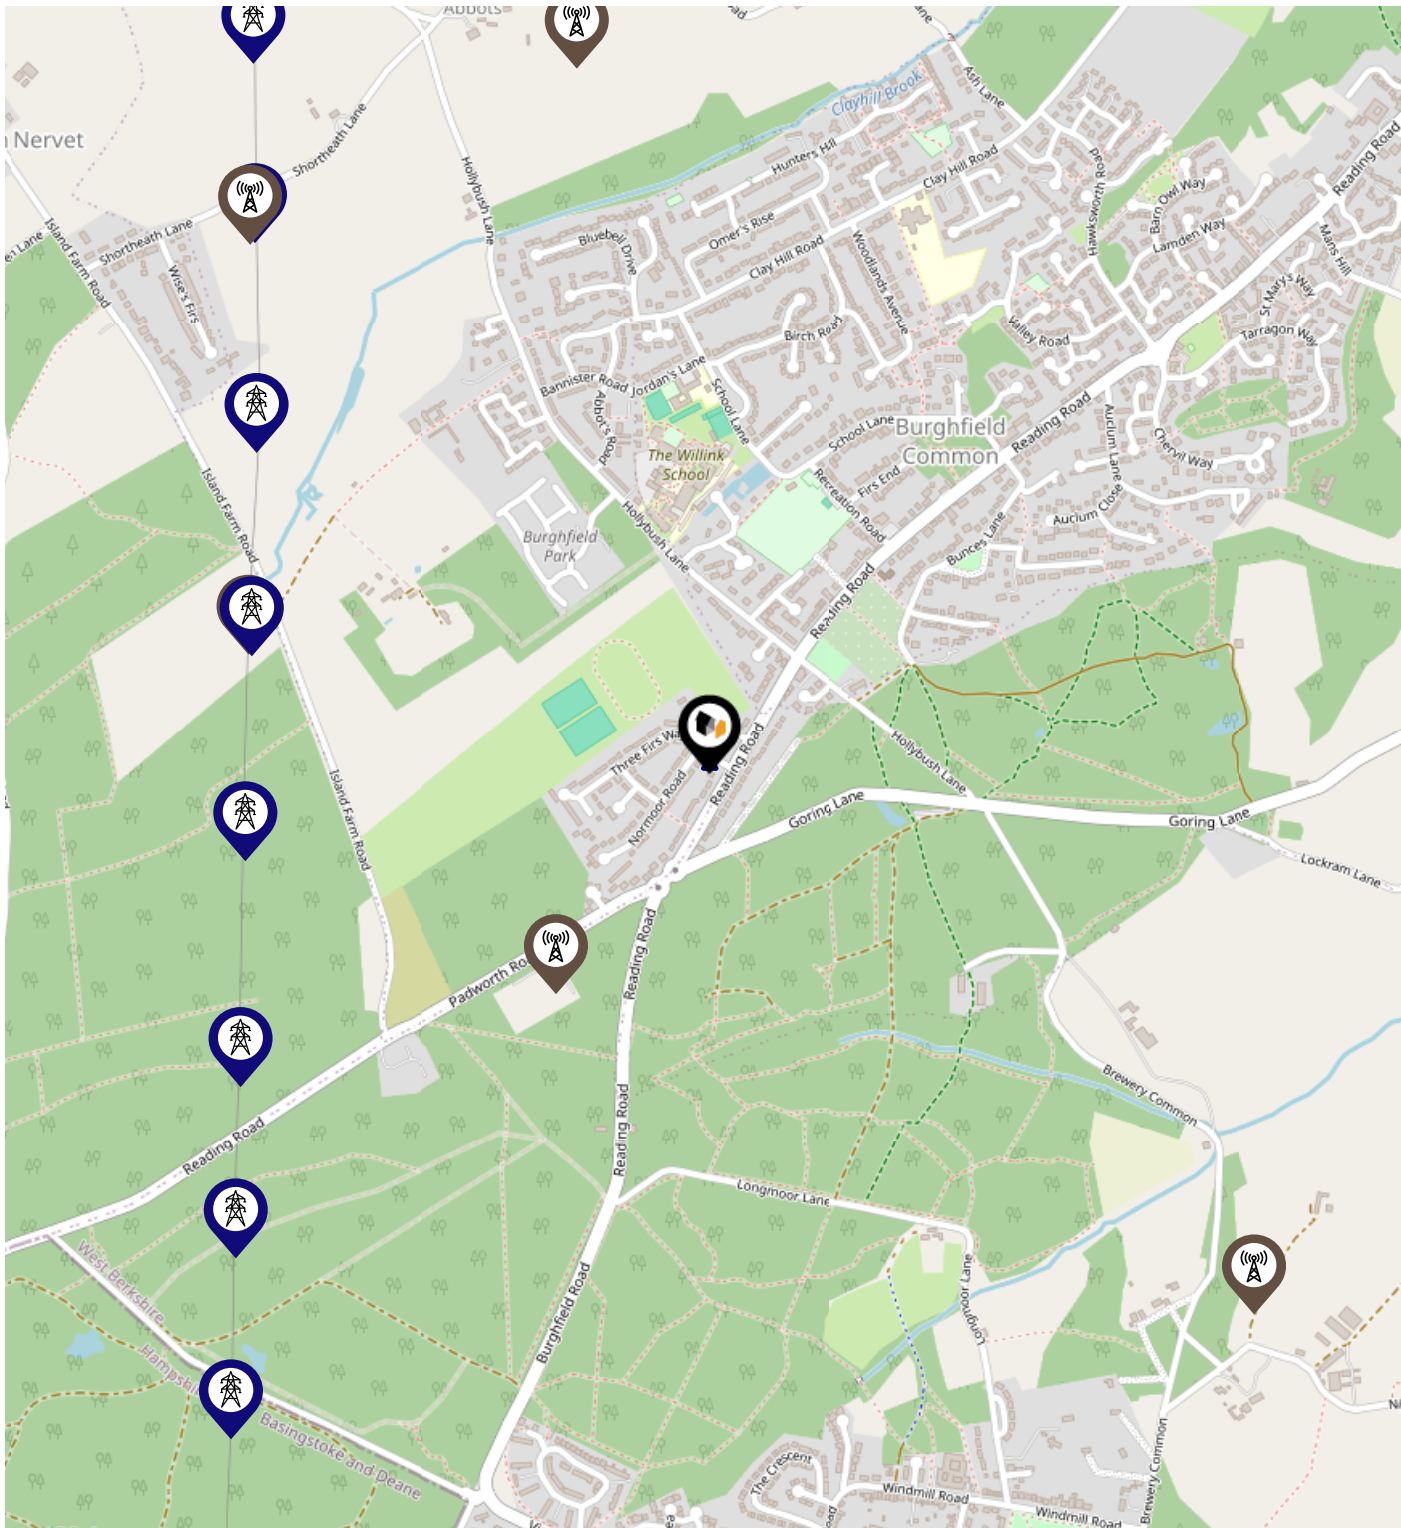 Abbots
Ash Lane
Clayhill Brook
Nervet
Shortheath Lane
Hollybush Lane
Hunters Hill
Clay Hill Road
Hawksworth Road
Reading Road
Barn Owl Way
Lamden Way
Mans Hill
Island Farm Road
Shortheath Lane
Wise's Firs
Bluebell Drive
Omer's Rise
Clay Hill Road
Woodlands Avenue
St Mary's Way
Tarragon Way
Valley Road
Birch Road
Bannister Road
Jordan's Lane
School Lane
Abbot's Road
School Lane
Burghfield
Common
Reading Road
Auclum Lane
Chervil Way
The Willink
School
Firs End
Recreation Road
Auclum Close
Bunces Lane
Island Farm Road
Hollybush Lane
Burghfield
Park
Reading Road
Three Firs Way
Normoor Road
Reading Road
Hollybush Lane
Goring Lane
Goring Lane
Lockram Lane
Island Farm Road
Reading Road
Padworth Road
Reading Road
Brewery Common
Reading Road
Longmoor Lane
West Berkshire
Hampshire
Burghfield Road
Longmoor Lane
Basingstoke and Deane
The Crescent
Windmill Road
Windmill Road
Brewery Common